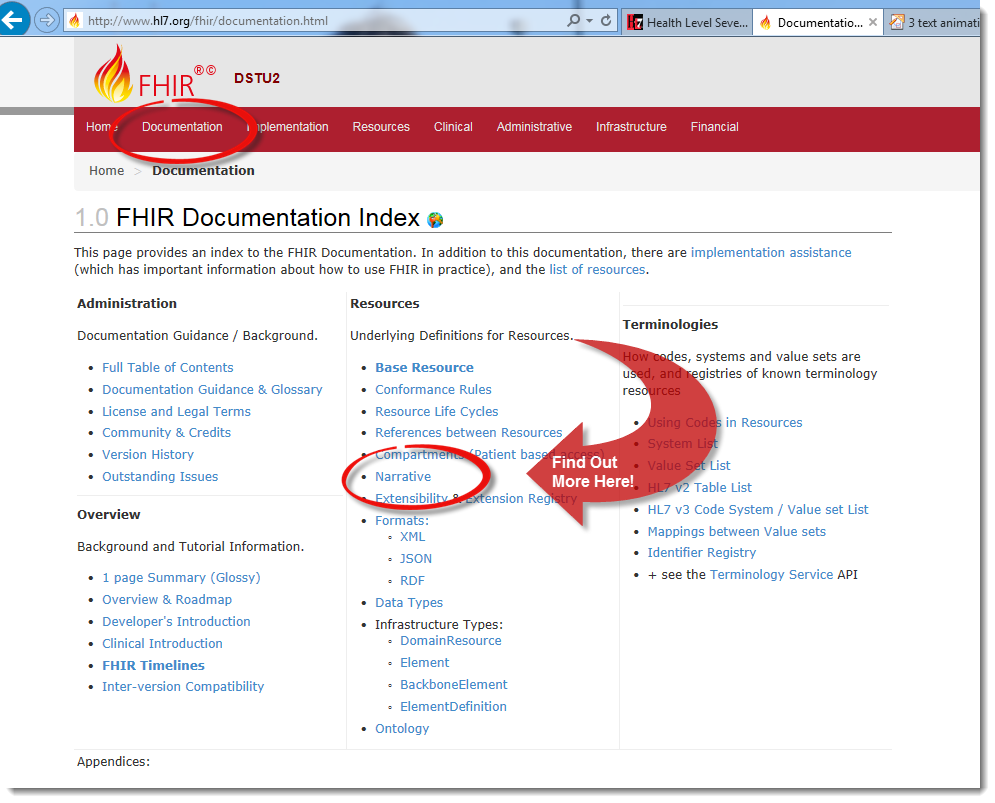 http://www.hl7.org/fhir/documentation.html
Health Level Seve...
Documentatio...
3 text animati
FHIR®©
DSTU2
Home
Documentation
Implementation
Resources
Clinical
Administrative
Infrastructure
Financial
Home > Documentation
1.0 FHIR Documentation Index
This page provides an index to the FHIR Documentation. In addition to this documentation, there are implementation assistance
(which has important information about how to use FHIR in practice), and the list of resources.
Administration
Documentation Guidance / Background.
Full Table of Contents
Documentation Guidance & Glossary
License and Legal Terms
Community & Credits
Version History
Outstanding Issues
Overview
Background and Tutorial Information.
1 page Summary (Glossy)
Overview & Roadmap
Developer's Introduction
Clinical Introduction
FHIR Timelines
Inter-version Compatibility
Resources
Underlying Definitions for Resources.
Base Resource
Conformance Rules
Resource Life Cycles
References between Resources
Compartments (Patient based access)
Narrative
Extensibility & Extension Registry
Formats:
XML
JSON
RDF
Data Types
Infrastructure Types:
DomainResource
Element
BackboneElement
ElementDefinition
Ontology
Find Out
More Here!
Terminologies
How codes, systems and value sets are
used, and registries of known terminology
resources
Using Codes in Resources
System List
Value Set List
HL7 v2 Table List
HL7 v3 Code System / Value set List
Mappings between Value sets
Identifier Registry
+ see the Terminology Service API
Appendices: